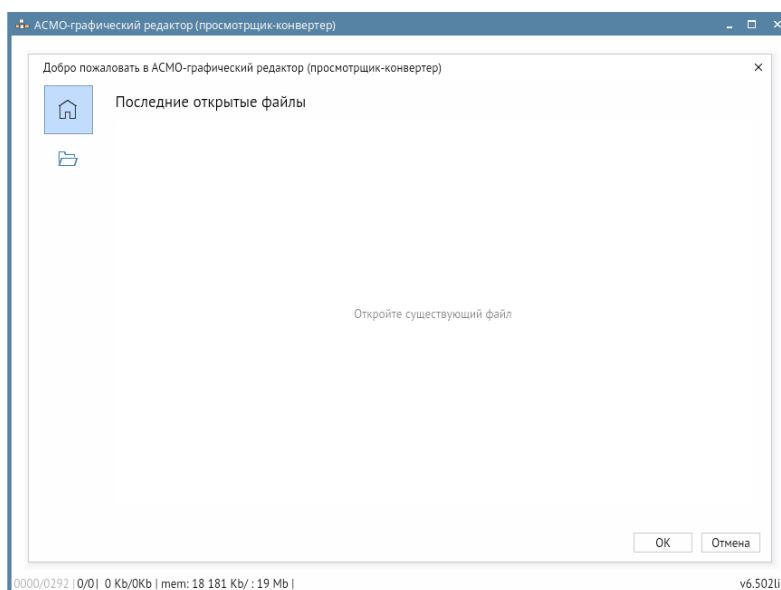 АСМО-графический редактор (просмотрщик-конвертер)
Добро пожаловать в АСМО-графический редактор (просмотрщик-конвертер)
Последние открытые файлы
Откройте существующий файл
OK Отмена
0000/0292 | 0/0 | 0 Kb/0Kb | mem: 18 181 Kb/ : 19 Mb | v6.502li